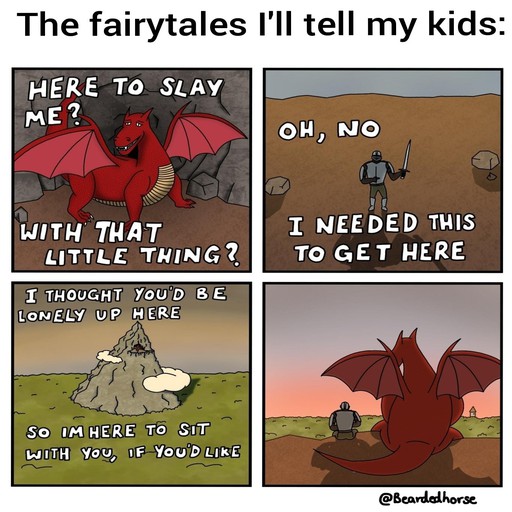 The fairytales I'll tell my kids:
HERE TO SLAY
ME?
WITH THAT
LITTLE THING?
OH, NO
I NEEDED THIS
TO GET HERE
I THOUGHT YOU'D BE
LONELY UP HERE
SO IM HERE TO SIT
WITH YOU, IF YOU'D LIKE
@Beardedhorse